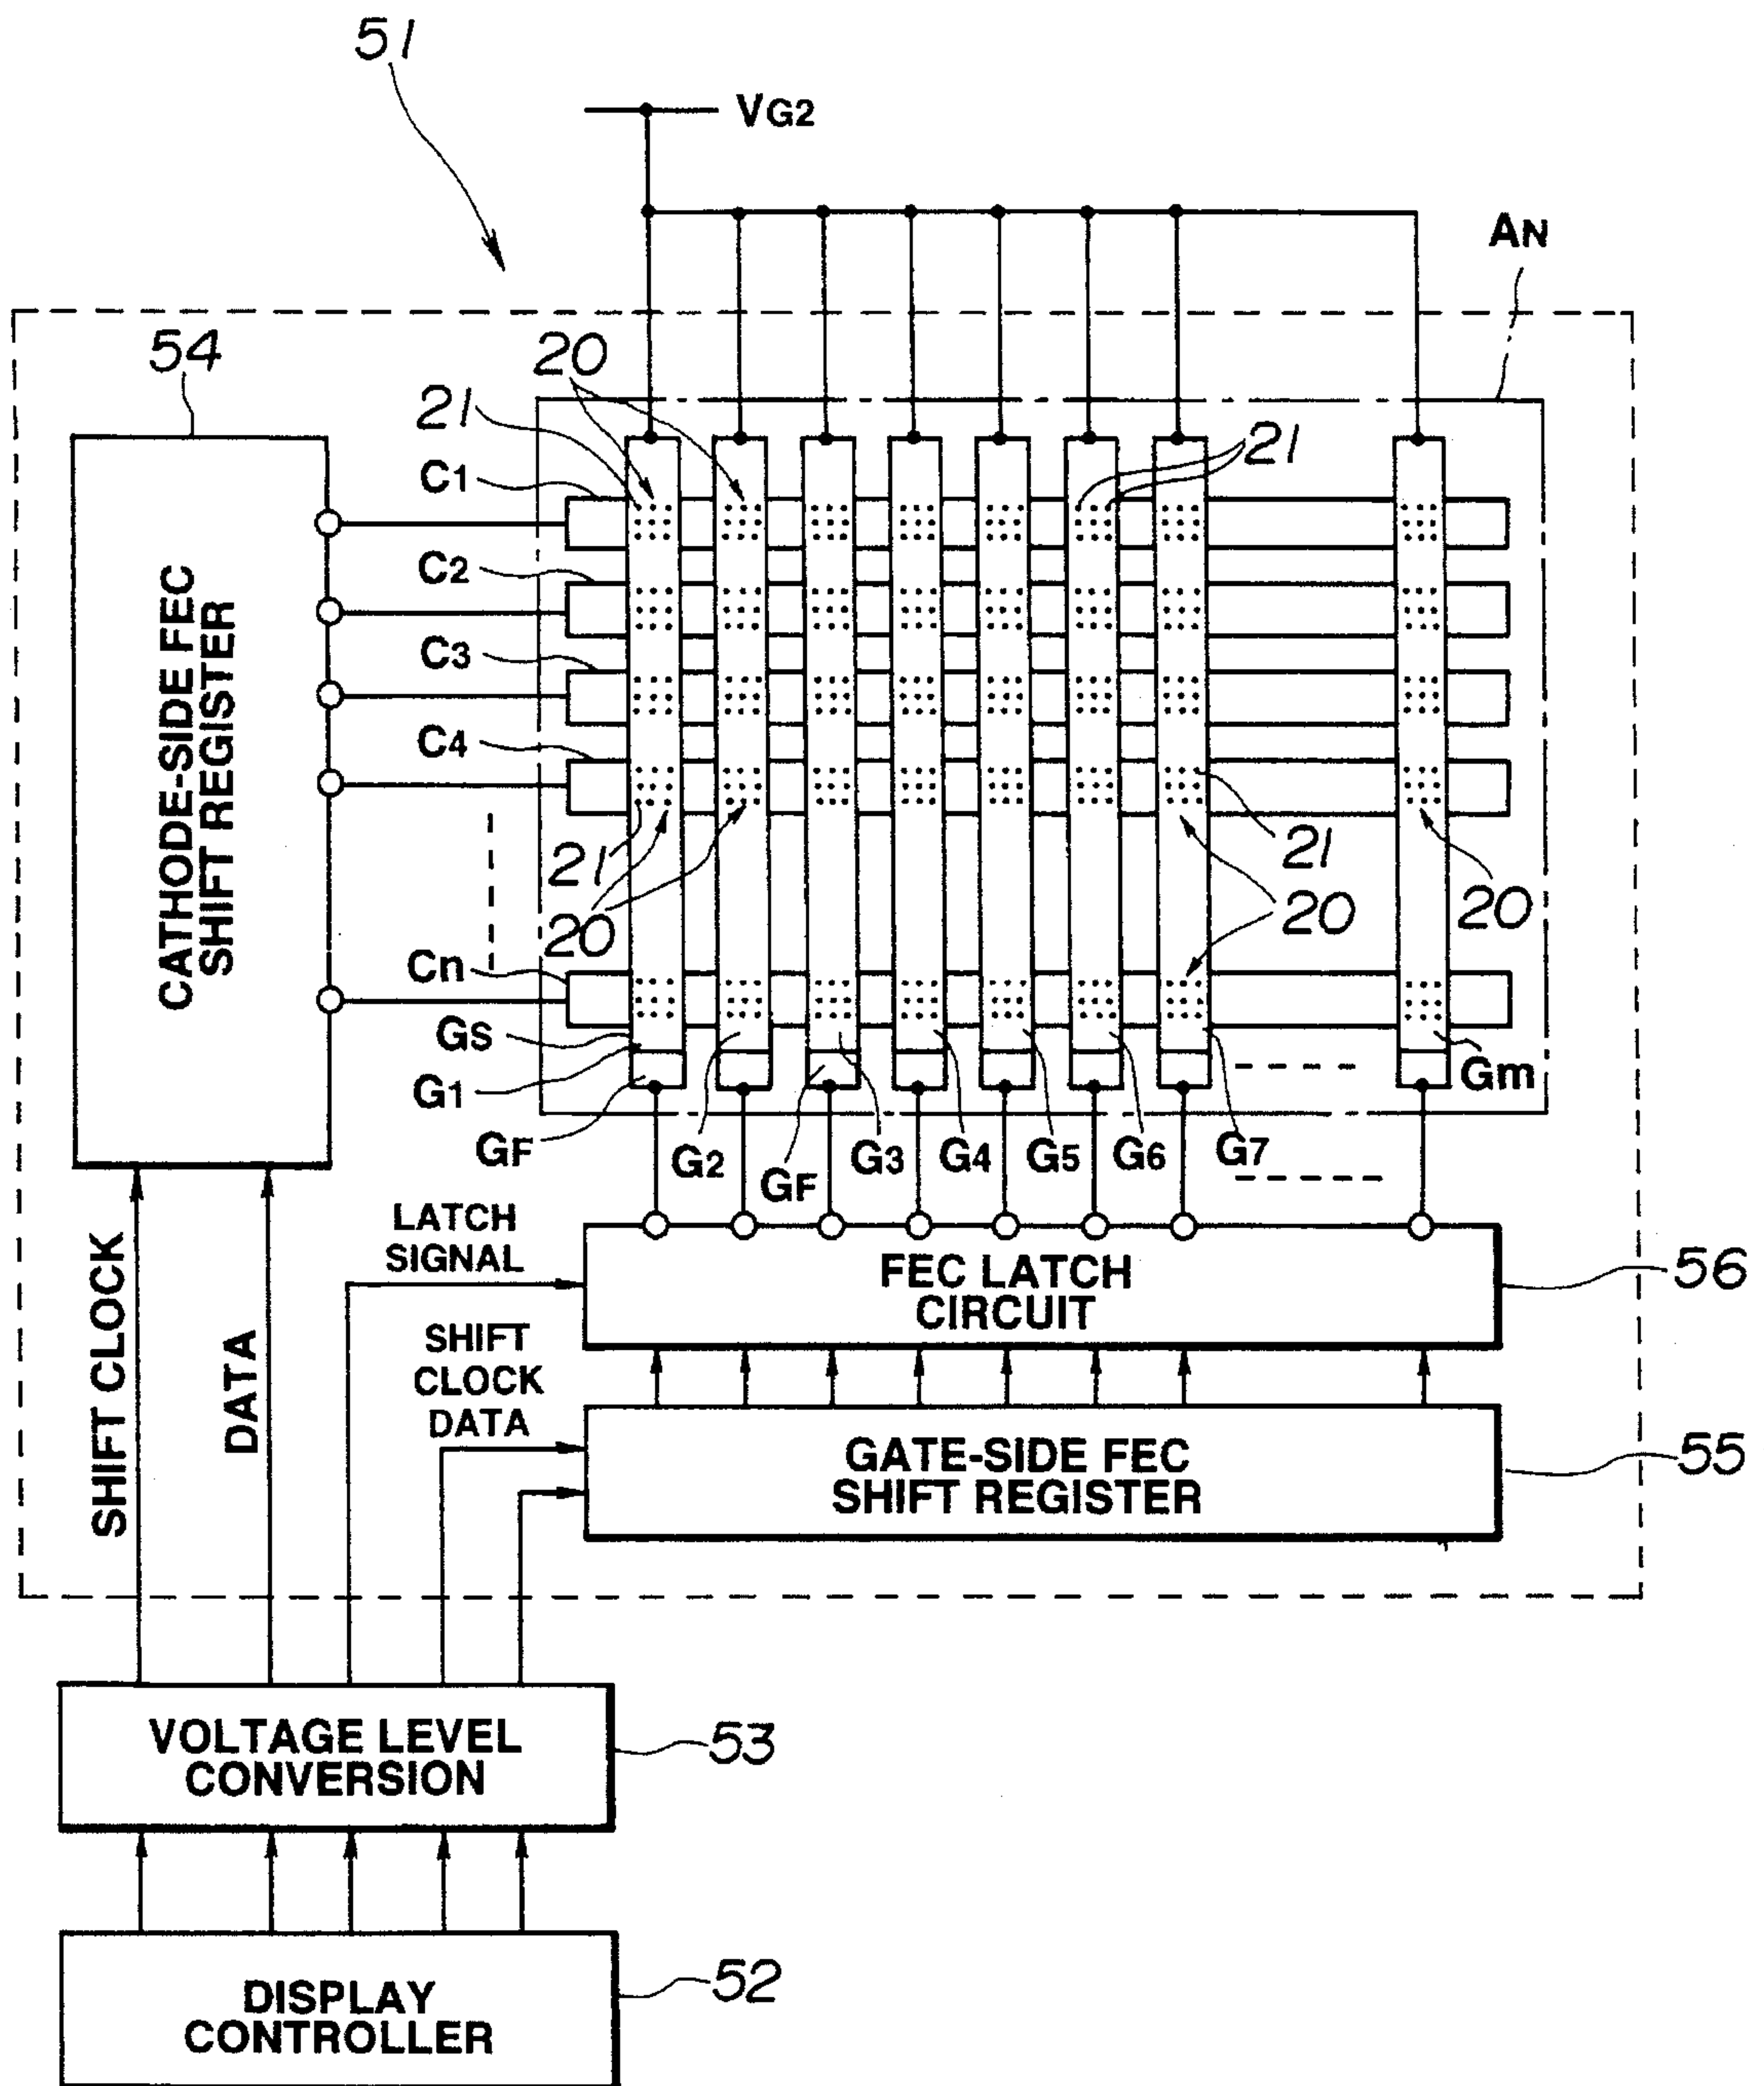 51
VG2
AN
54
20
21
21
C1
C2
C3
C4
CATHODE-SIDE FEC
SHIFT REGISTER
21
21
20
20
20
Cn
GS
G1
GF
G2
GF
G3
G4
G5
G6
G7
Gm
LATCH
SIGNAL
FEC LATCH
CIRCUIT
56
SHIFT CLOCK
DATA
SHIFT
CLOCK
DATA
GATE-SIDE FEC
SHIFT REGISTER
55
VOLTAGE LEVEL
CONVERSION
53
DISPLAY
CONTROLLER
52